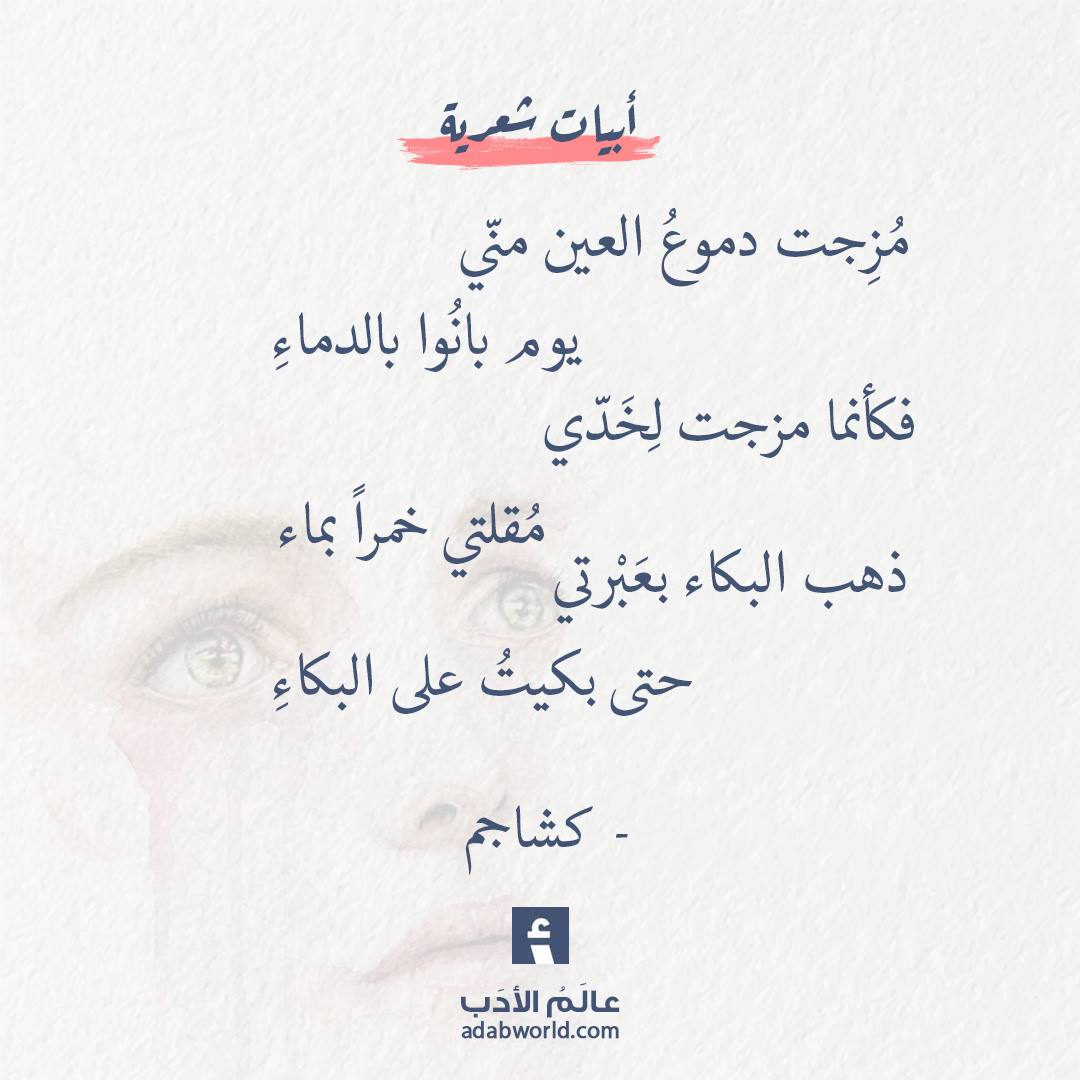 أبيات شعرية
مُزِجت دموعُ العين منّي
يوم بانُوا بالدماءِ
فكأنما مزجت لِخَدّي
مُقلتي خمراً بماء
ذهب البكاء بعَبْرتي
حتى بكيتُ على البكاءِ
- كشاجم
أ
عالَمُ الأدَب
adabworld.com